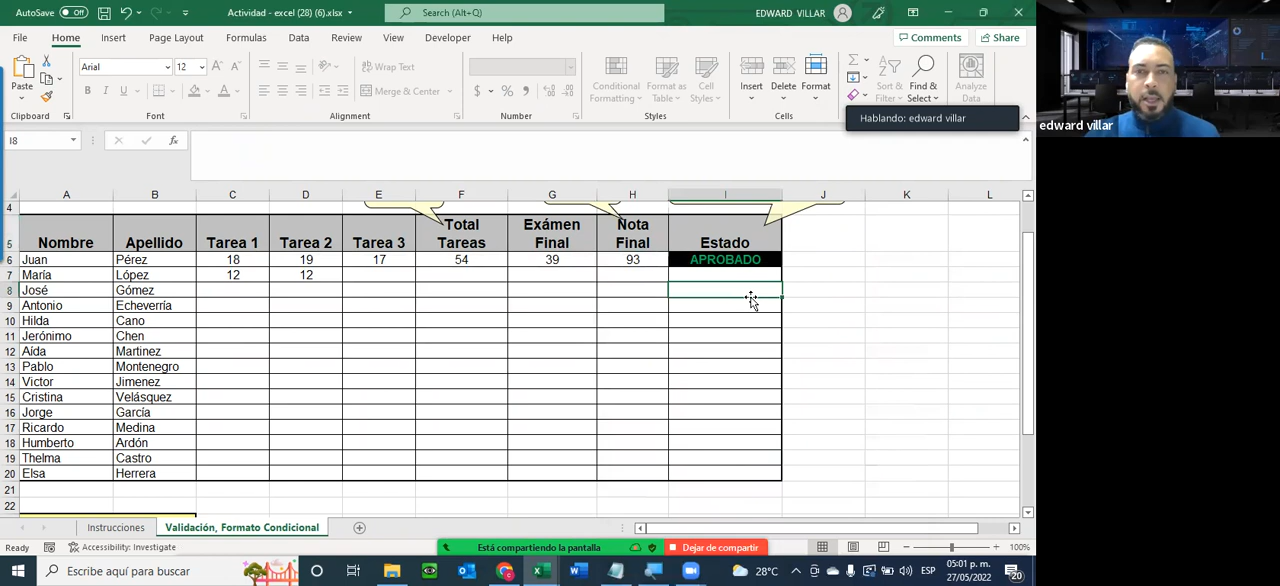 AutoSave Off Actividad - excel (28) (6).xlsx Search (Alt+Q) EDWARD VILLAR
File Home Insert Page Layout Formulas Data Review View Developer Help Comments Share
Paste Arial 12 A A Wrap Text Conditional Formatting Format as Table Cell Styles Insert Delete Format Sort & Filter Find & Select Analyze Data
B I U A Merge & Center $ % 9
Clipboard Font Alignment Number Styles Cells
Hablando: edward villar
edward villar
I8 fx
A B C D E F G H I J K L
4
5 Nombre Apellido Tarea 1 Tarea 2 Tarea 3 Total Tareas Exámen Final Nota Final Estado
6 Juan Pérez 18 19 17 54 39 93 APROBADO
7 María López 12 12
8 José Gómez
9 Antonio Echeverría
10 Hilda Cano
11 Jerónimo Chen
12 Aída Martinez
13 Pablo Montenegro
14 Victor Jimenez
15 Cristina Velásquez
16 Jorge García
17 Ricardo Medina
18 Humberto Ardón
19 Thelma Castro
20 Elsa Herrera
21
22
Instrucciones Validación, Formato Condicional
Ready Accessibility: Investigate Está compartiendo la pantalla Dejar de compartir 100%
Escribe aquí para buscar 28°C ESP 05:01 p. m.
27/05/2022 20